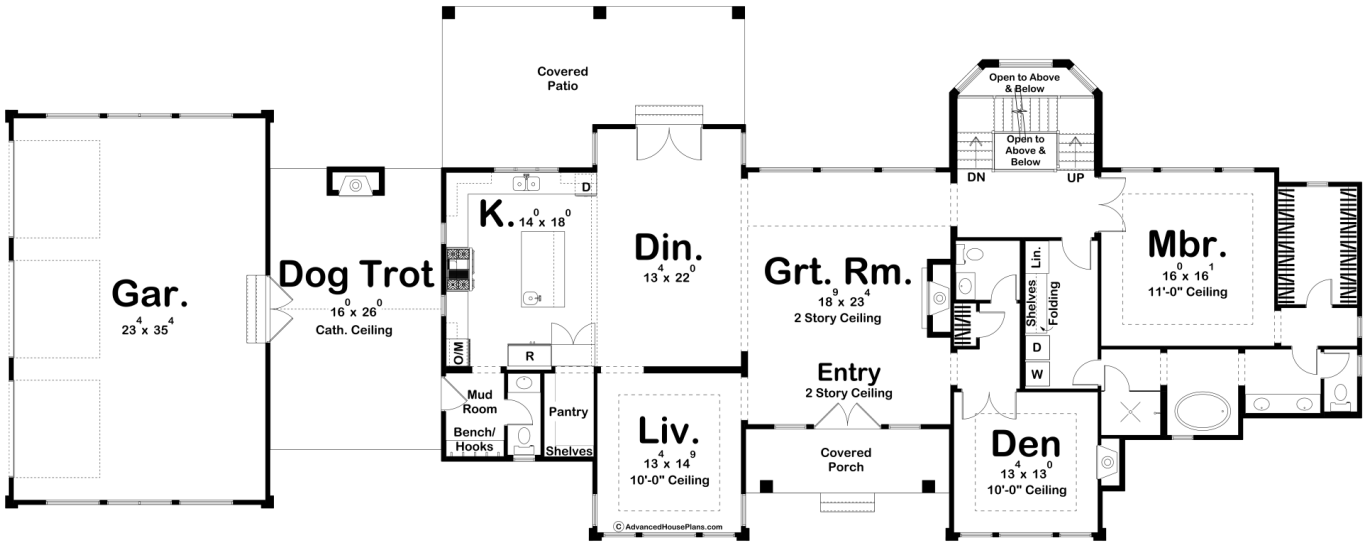 Covered
Patio
Open to Above
& Below
Open to
Above &
Below
DN
UP
D
K.
14⁰ x 18⁰
Din.
13⁴ x 22⁰
Gar.
23⁴ x 35⁴
Dog Trot
16⁰ x 26⁰
Cath. Ceiling
Grt. Rm.
18⁹ x 23⁴
2 Story Ceiling
Mbr.
16⁰ x 16¹
11'-0" Ceiling
Lin.
Shelves
Folding
D
W
O/M
R
Entry
2 Story Ceiling
Mud
Room
Bench/
Hooks
Pantry
Shelves
Liv.
13⁴ x 14⁹
10'-0" Ceiling
Covered
Porch
Den
13⁴ x 13⁰
10'-0" Ceiling
© AdvancedHousePlans.com